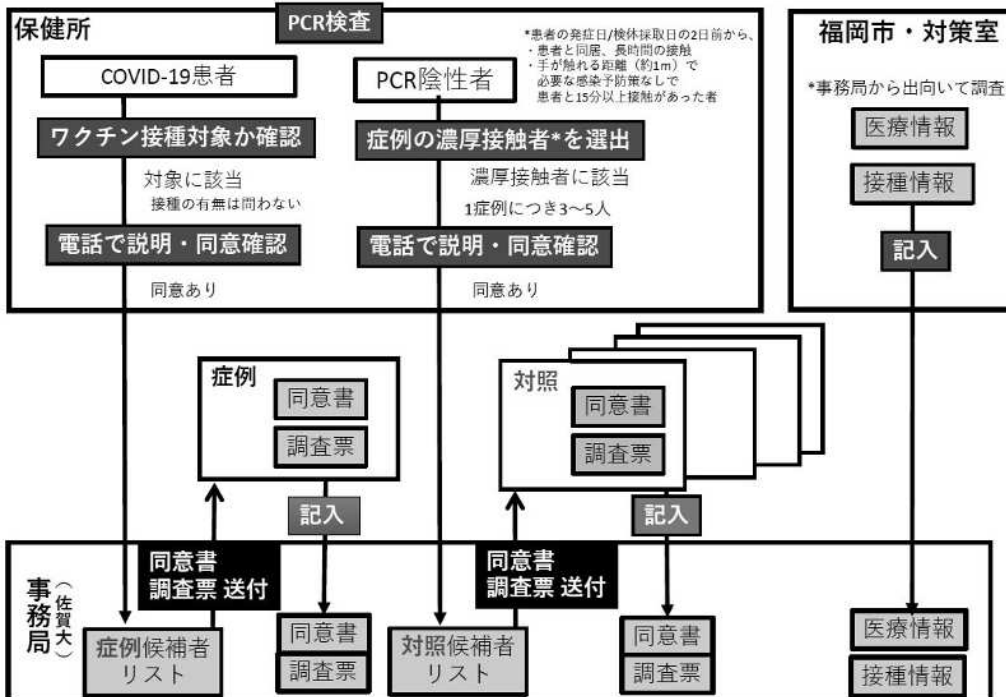 保健所
PCR検査
*患者の発症日/検休採取日の2日前から、
・患者と同居、長時間の接触
・手が触れる距離(約1m)で
必要な感染予防策なしで
患者と15分以上接触があった者
COVID-19患者
PCR陰性者
ワクチン接種対象か確認
症例の濃厚接触者*を選出
対象に該当
接種の有無は問わない
濃厚接触者に該当
1症例につき3~5人
電話で説明・同意確認
電話で説明・同意確認
同意あり
同意あり
福岡市・対策室
*事務局から出向いて調査
医療情報
接種情報
記入
症例
同意書
調査票
対照
同意書
調査票
記入
記入
同意書
調査票 送付
同意書
調査票 送付
事務局
(佐賀大)
症例候補者
リスト
同意書
調査票
対照候補者
リスト
同意書
調査票
医療情報
接種情報